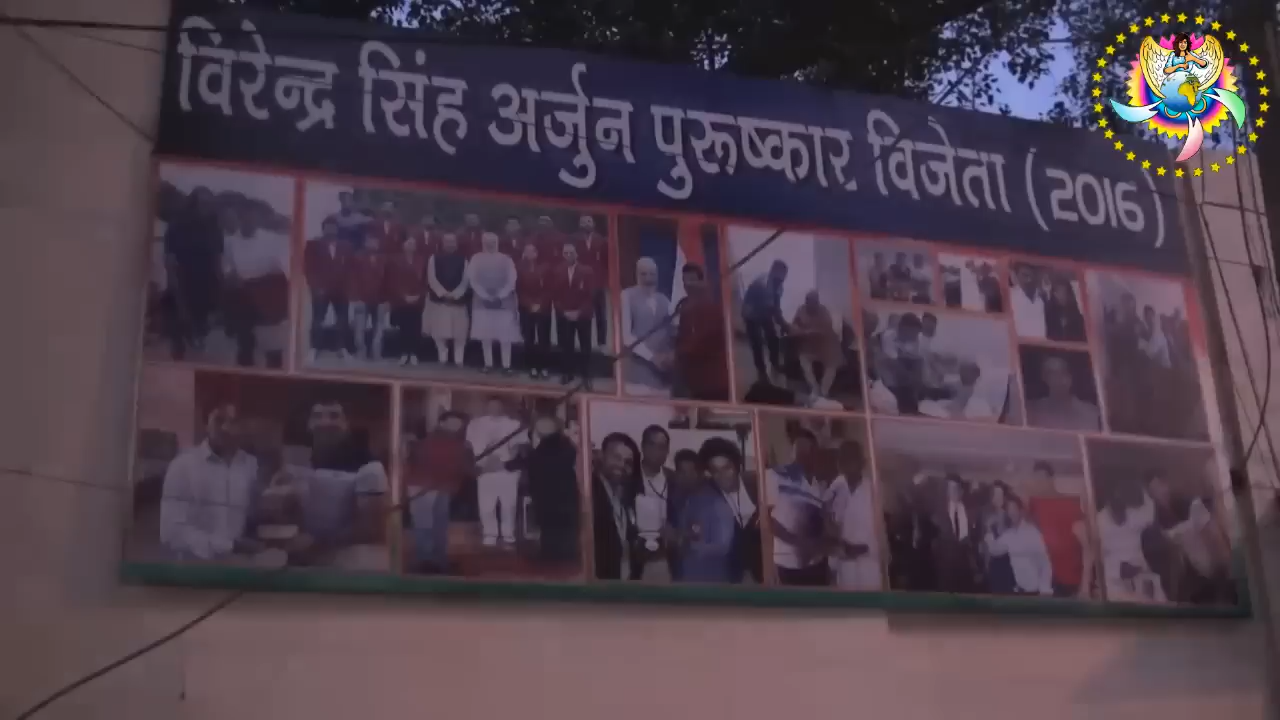 विरेन्द्र सिंह अर्जुन पुरूष्कार विजेता (2016)